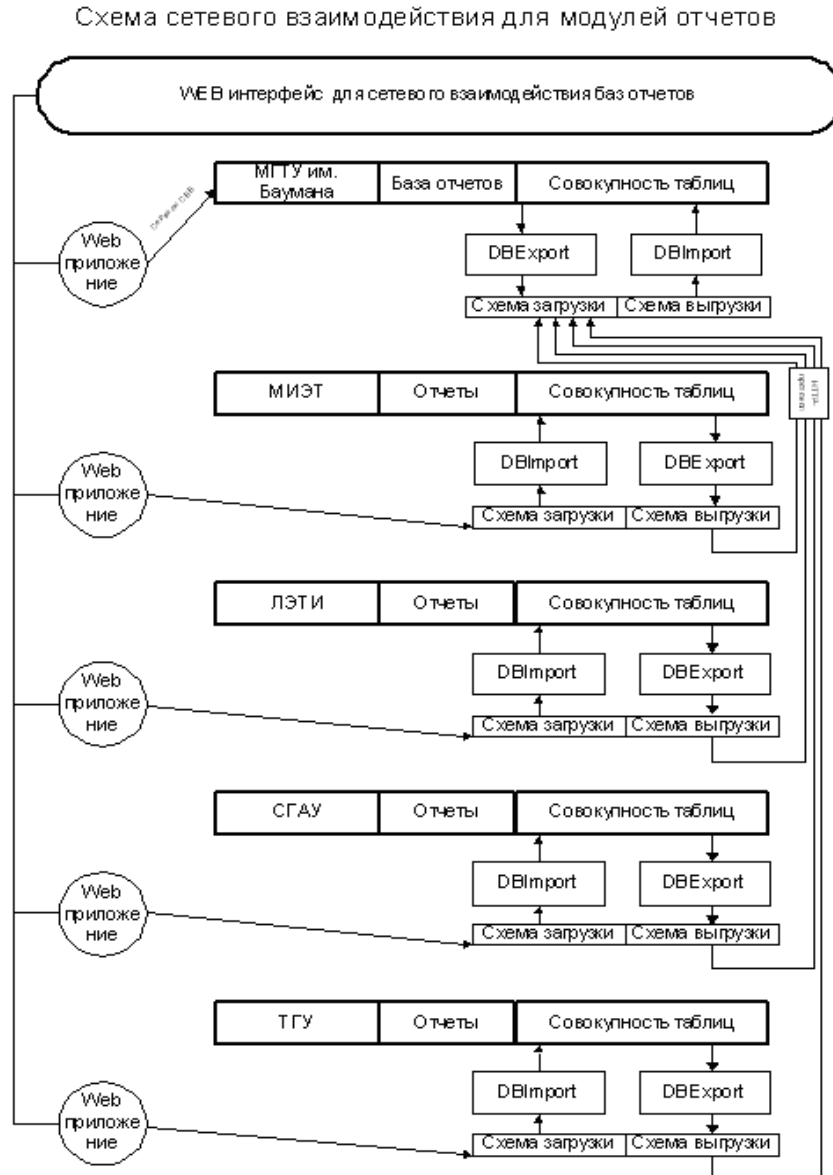 Схема сетевого взаимодействия для модулей отчетов
WEB интерфейс для сетевого взаимодействия баз отчетов
МГТУ им.
Баумана
База отчетов
Совокупность таблиц
Web
приложе
ние
DBExport
DBImport
Схема загрузки
Схема выгрузки
МИЭТ
Отчеты
Совокупность таблиц
Web
приложе
ние
DBImport
DBExport
Схема загрузки
Схема выгрузки
ЛЭТИ
Отчеты
Совокупность таблиц
Web
приложе
ние
DBImport
DBExport
Схема загрузки
Схема выгрузки
СГАУ
Отчеты
Совокупность таблиц
Web
приложе
ние
DBImport
DBExport
Схема загрузки
Схема выгрузки
ТГУ
Отчеты
Совокупность таблиц
Web
приложе
ние
DBImport
DBExport
Схема загрузки
Схема выгрузки